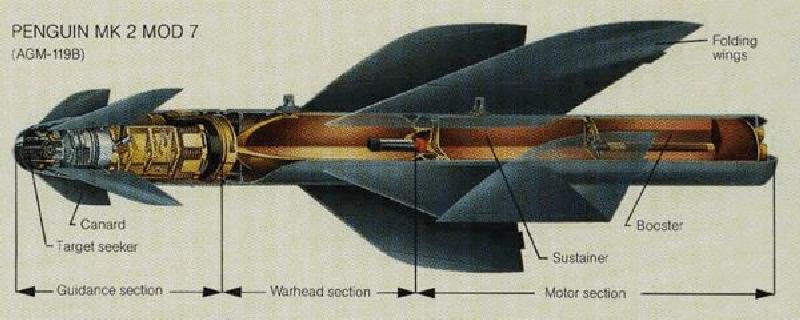 PENGUIN MK 2 MOD 7
(AGM-119B)
Folding
wings
Canard
Target seeker
Booster
Sustainer
Guidance section
Warhead section
Motor section